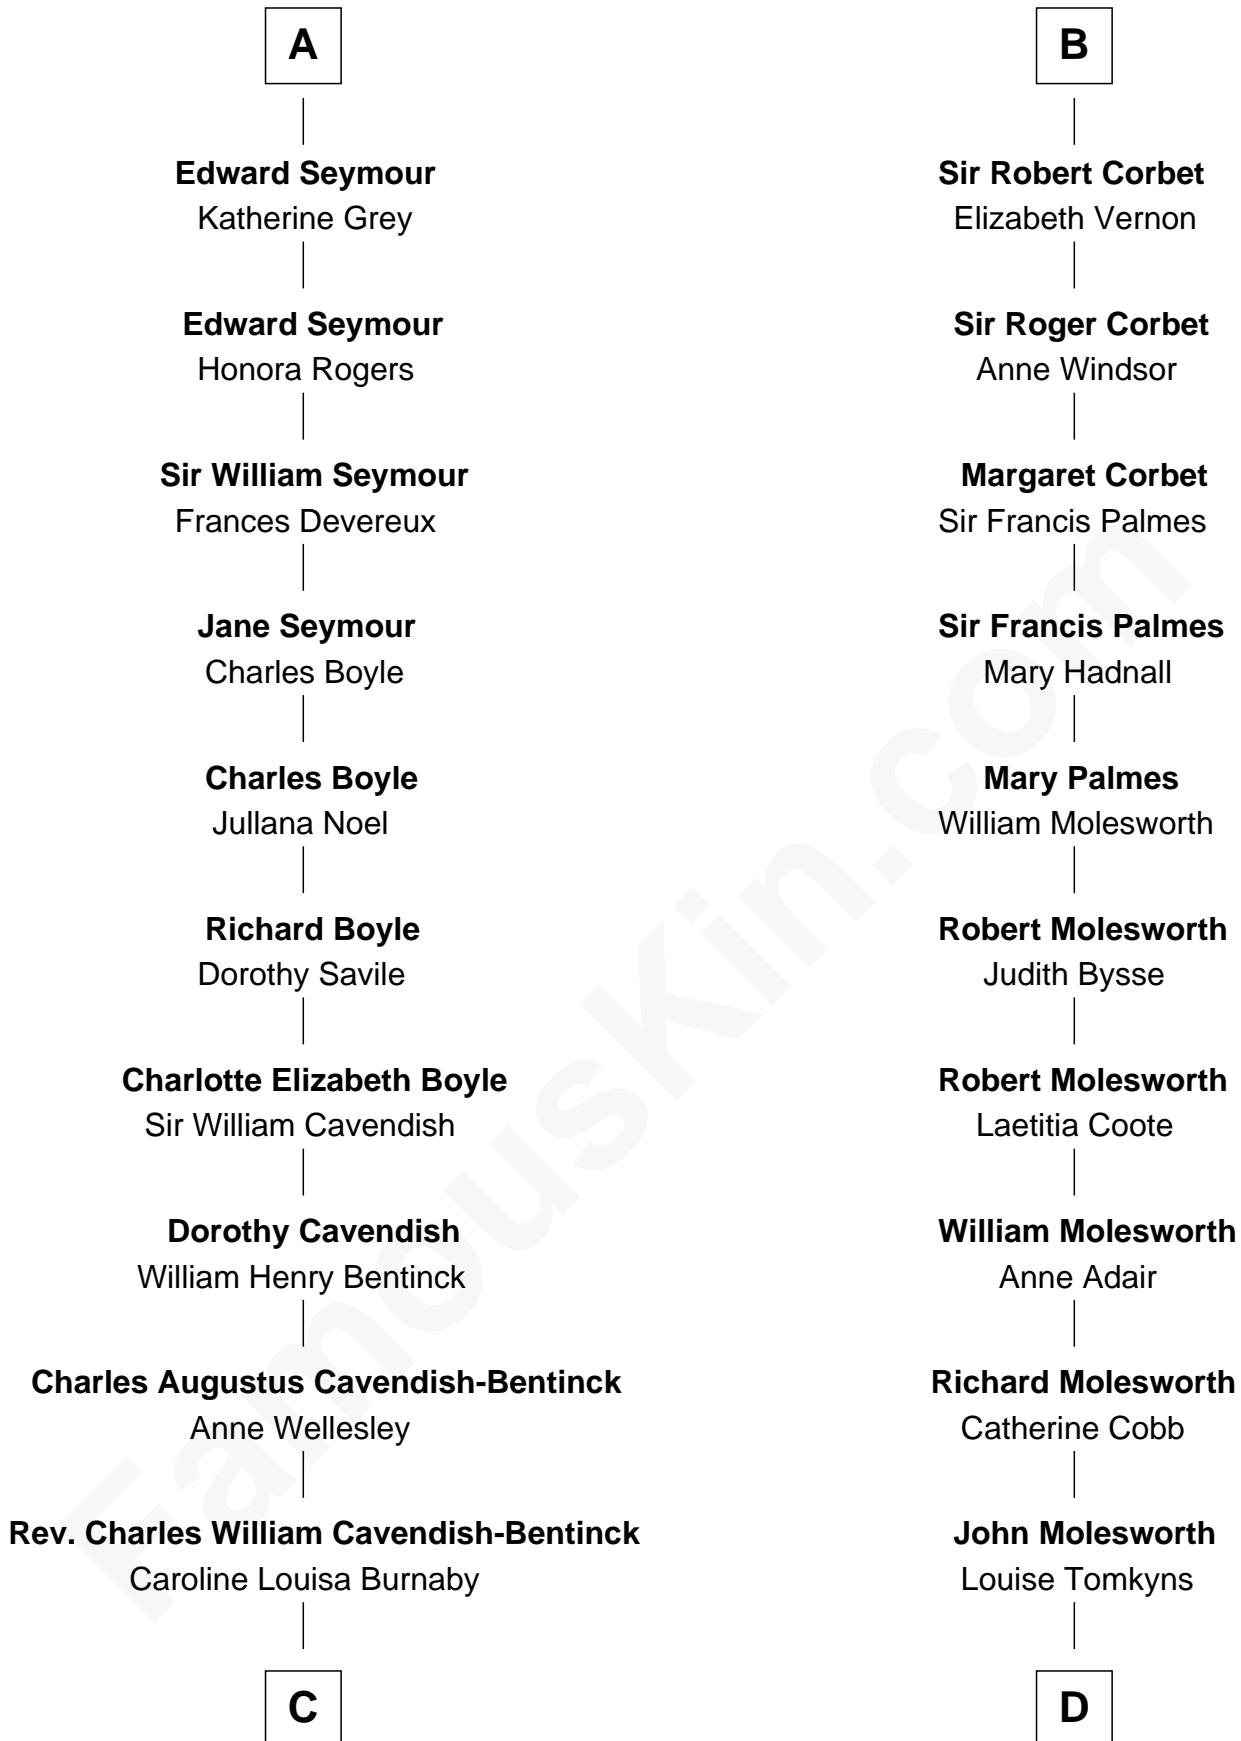 A
Edward Seymour
Katherine Grey
Edward Seymour
Honora Rogers
Sir William Seymour
Frances Devereux
Jane Seymour
Charles Boyle
Charles Boyle
Jullana Noel
Richard Boyle
Dorothy Savile
Charlotte Elizabeth Boyle
Sir William Cavendish
Dorothy Cavendish
William Henry Bentinck
Charles Augustus Cavendish-Bentinck
Anne Wellesley
Rev. Charles William Cavendish-Bentinck
Caroline Louisa Burnaby
C
B
Sir Robert Corbet
Elizabeth Vernon
Sir Roger Corbet
Anne Windsor
Margaret Corbet
Sir Francis Palmes
Sir Francis Palmes
Mary Hadnall
Mary Palmes
William Molesworth
Robert Molesworth
Judith Bysse
Robert Molesworth
Laetitia Coote
William Molesworth
Anne Adair
Richard Molesworth
Catherine Cobb
John Molesworth
Louise Tomkyns
D
FamousKin.com